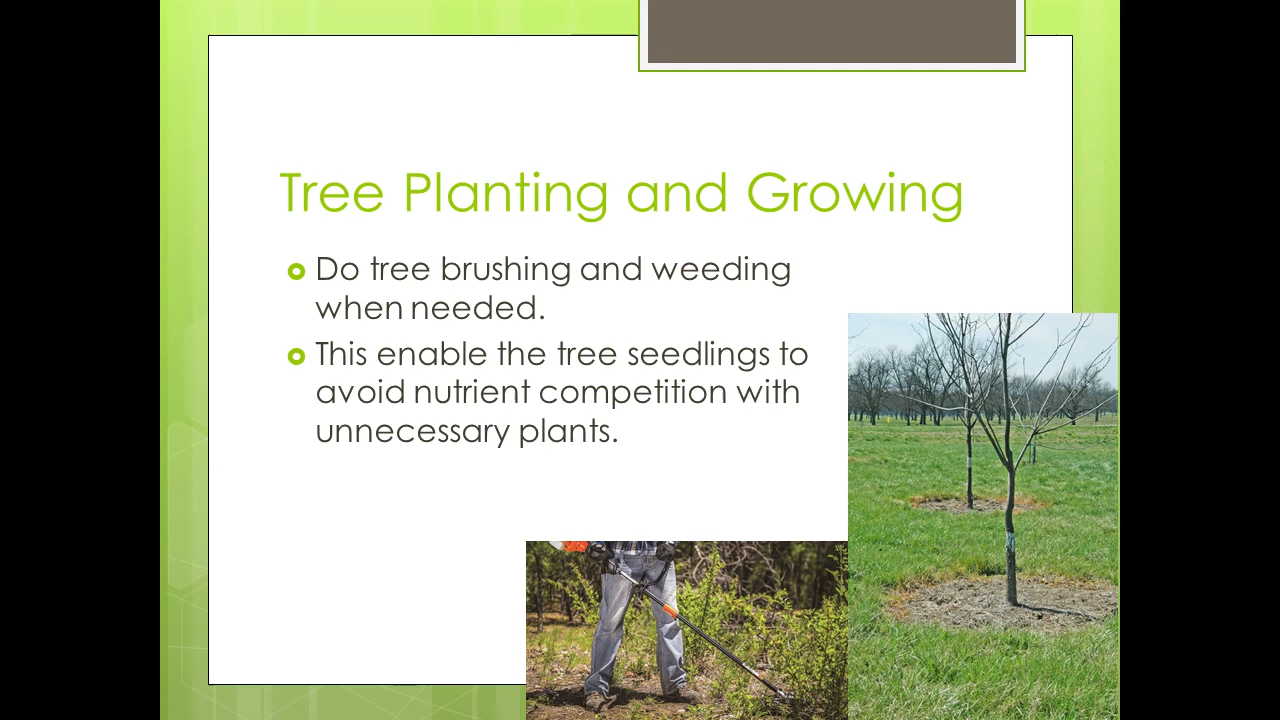 Tree Planting and Growing
Do tree brushing and weeding
when needed.
This enable the tree seedlings to
avoid nutrient competition with
unnecessary plants.